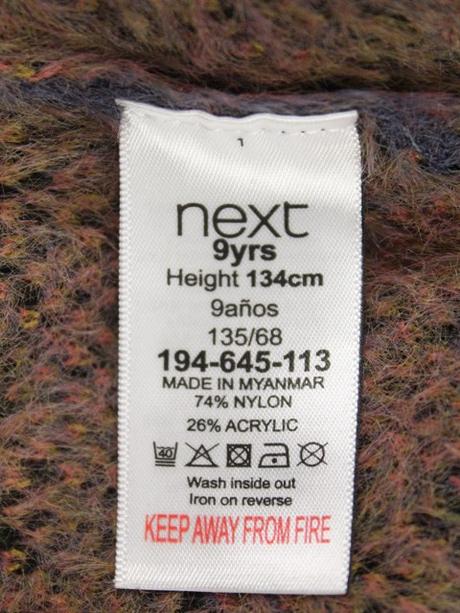 next
9yrs
Height 134cm
9años
135/68
194-645-113
MADE IN MYANMAR
74% NYLON
26% ACRYLIC
40
Wash inside out
Iron on reverse
KEEP AWAY FROM FIRE